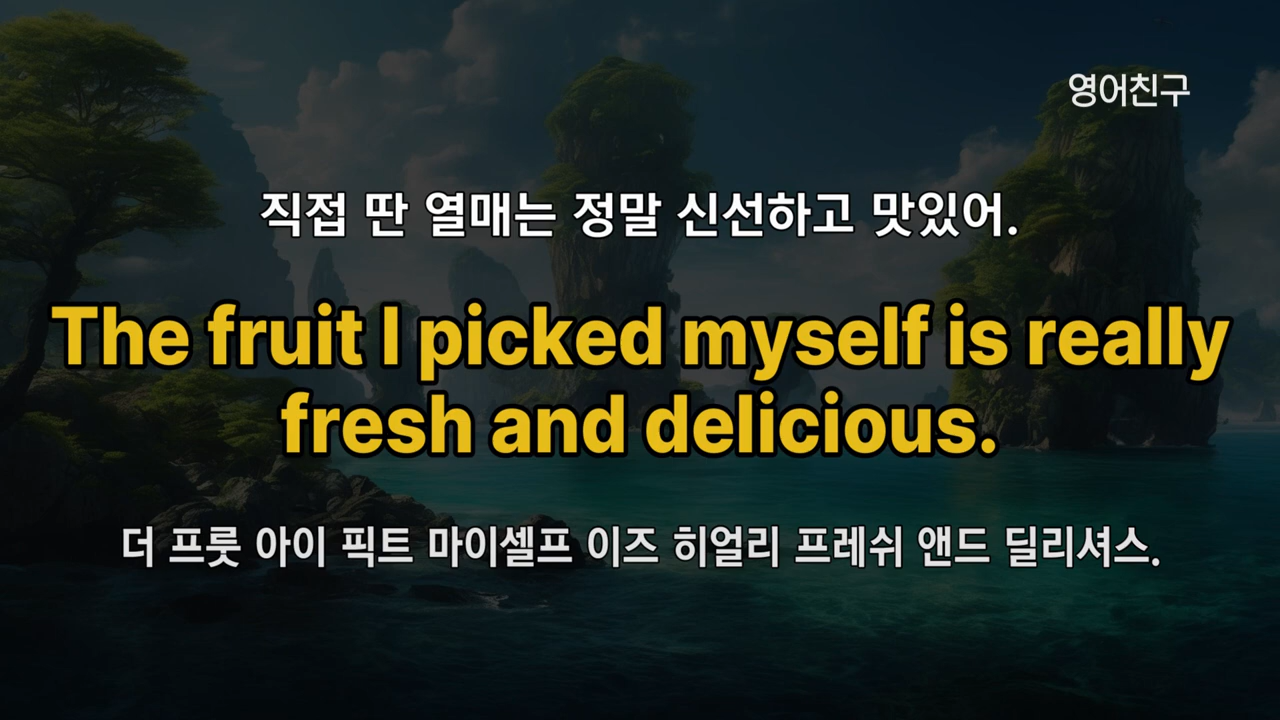 영어친구
직접 딴 열매는 정말 신선하고 맛있어.
The fruit I picked myself is really
fresh and delicious.
더 프룻 아이 픽트 마이셀프 이즈 히얼리 프레쉬 앤드 딜리셔스.